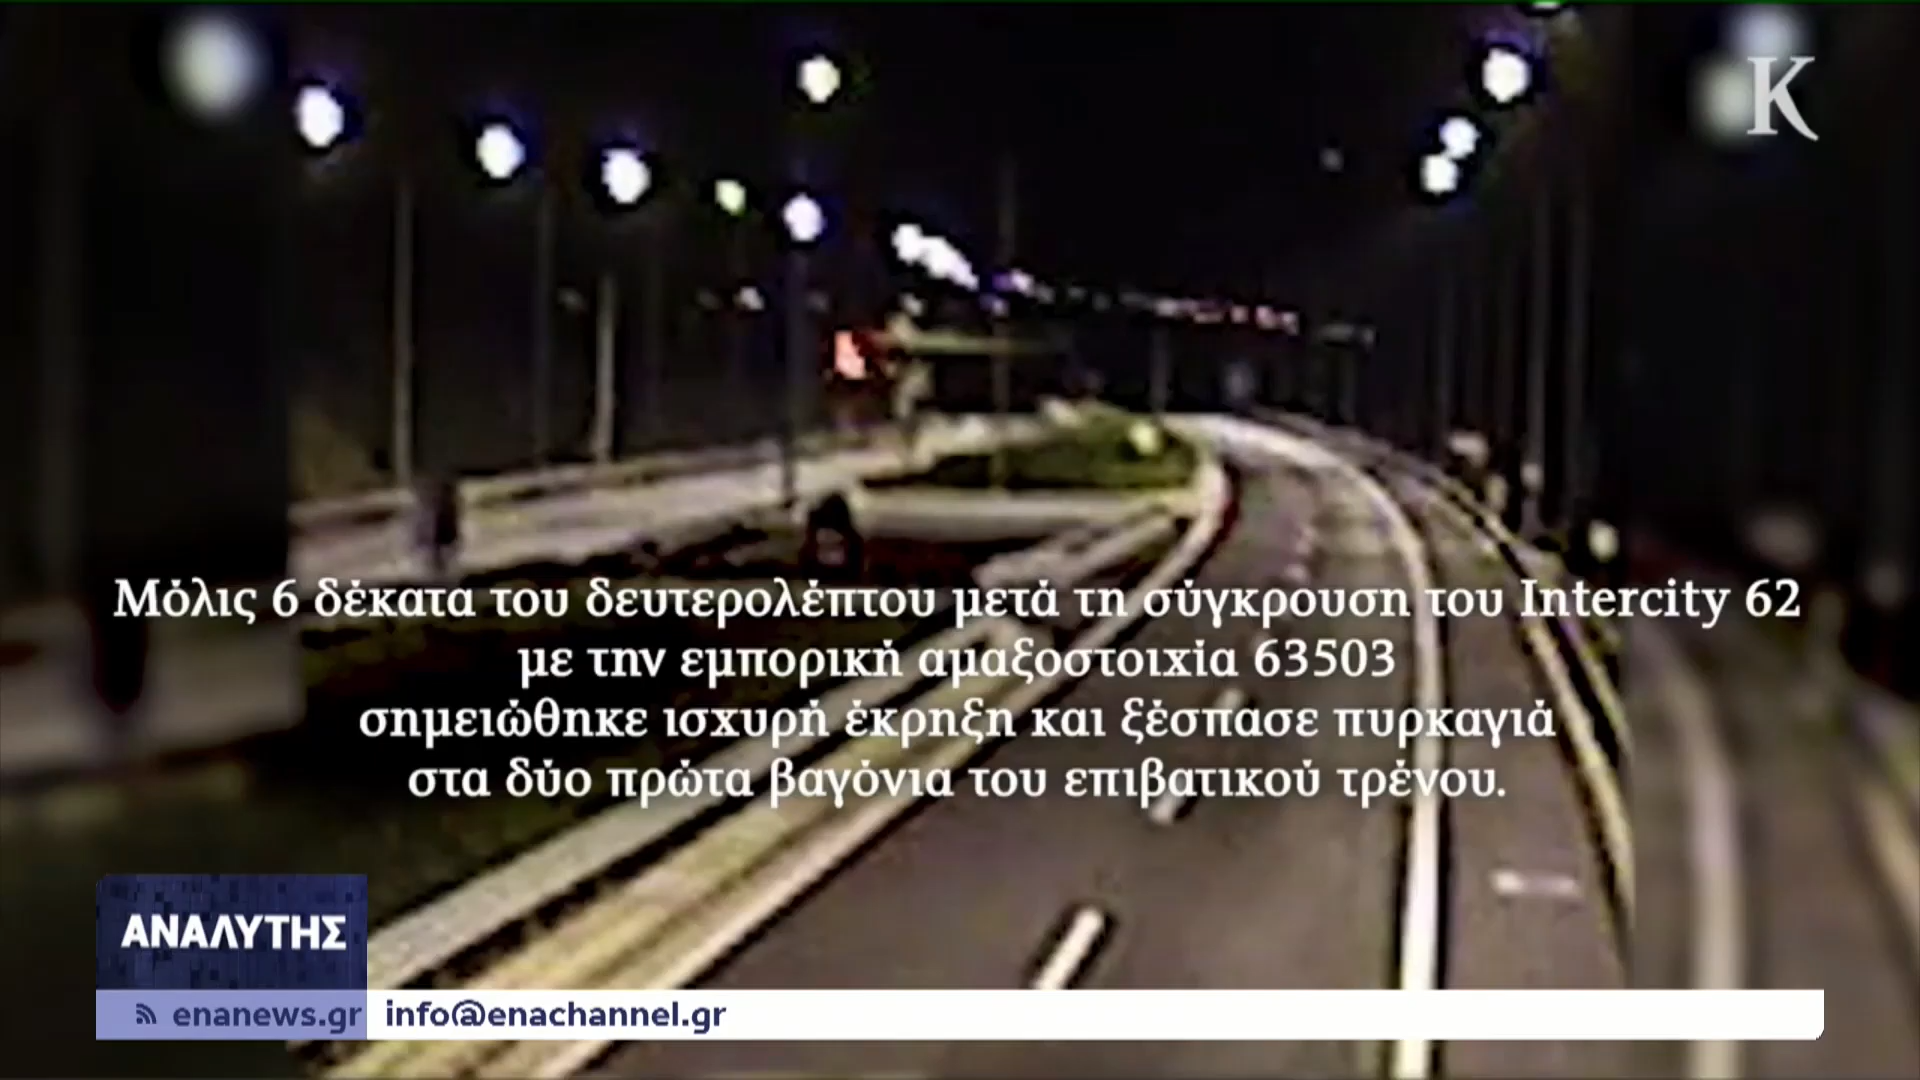 K
Μόλις 6 δέκατα του δευτερολέπτου μετά τη σύγκρουση του Intercity 62
με την εμπορική αμαξοστοιχία 63503
σημειώθηκε ισχυρή έκρηξη και ξέσπασε πυρκαγιά
στα δύο πρώτα βαγόνια του επιβατικού τρένου.
ΑΝΑΛΥΤΗΣ
enanews.gr info@enachannel.gr